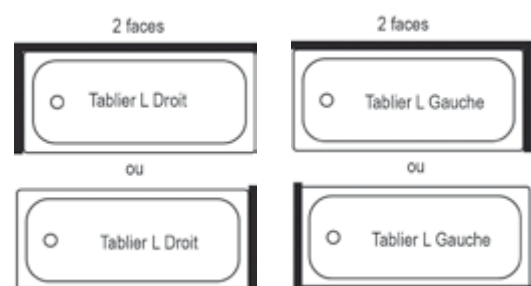 2 faces
2 faces
Tablier L Droit
Tablier L Gauche
ou
ou
Tablier L Droit
Tablier L Gauche